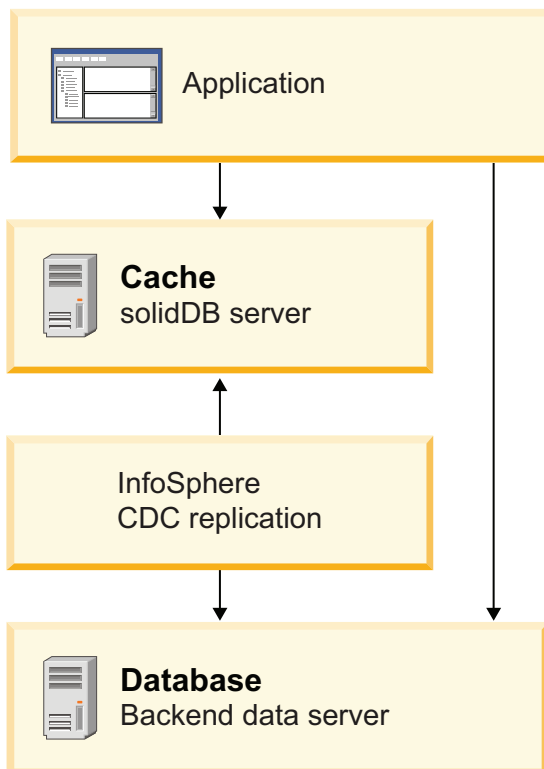 Application
Cache
solidDB server
InfoSphere
CDC replication
Database
Backend data server